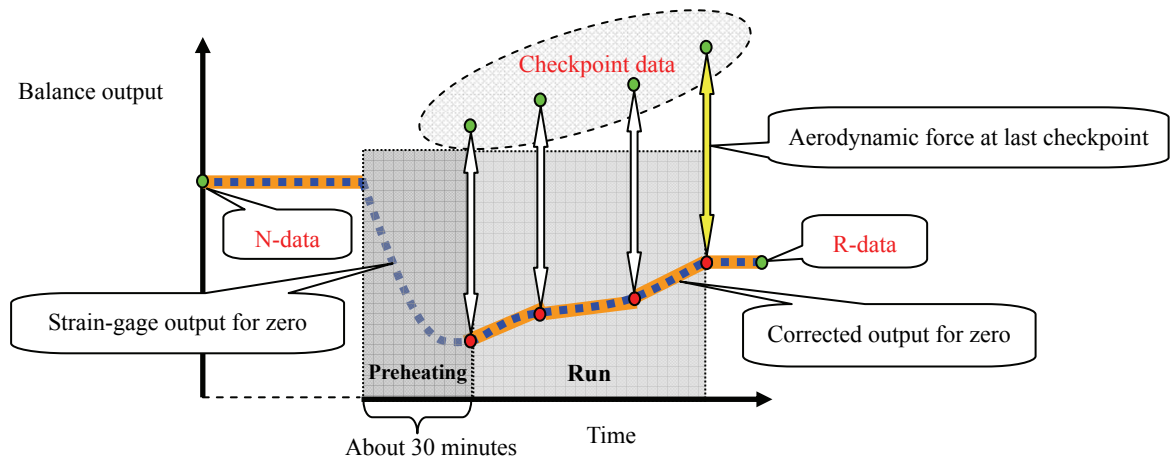 Checkpoint data
Balance output
Aerodynamic force at last checkpoint
N-data
R-data
Strain-gage output for zero
Corrected output for zero
Preheating
Run
About 30 minutes
Time